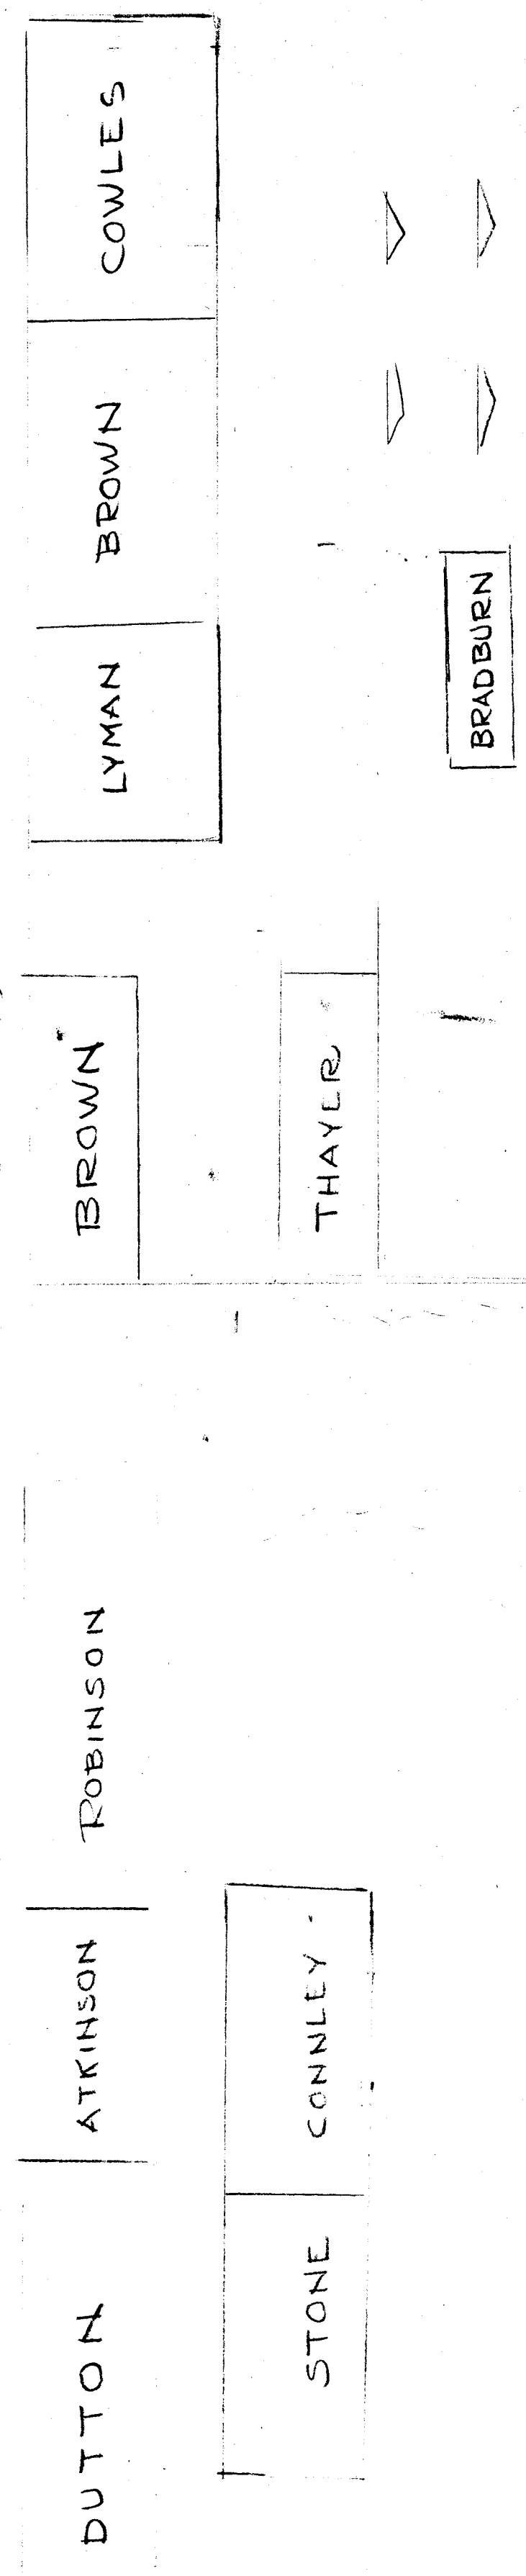 COWLES
BROWN
LYMAN
BRADBURN
BROWN
THAYER
ROBINSON
ATKINSON
CONNLEY
DUTTON
STONE